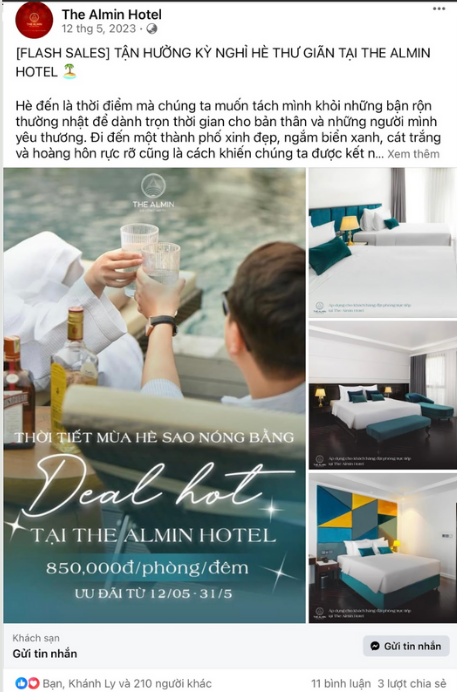 The Almin Hotel
12 thg 5, 2023
[FLASH SALES] TẬN HƯỞNG KỲ NGHỈ HÈ THƯ GIÃN TẠI THE ALMIN
HOTEL 🏝️
Hè đến là thời điểm mà chúng ta muốn tách mình khỏi những bận rộn
thường nhật để dành trọn thời gian cho bản thân và những người mình
yêu thương. Đi đến một thành phố xinh đẹp, ngắm biển xanh, cát trắng
và hoàng hôn rực rỡ cũng là cách khiến chúng ta được kết n... Xem thêm
THE ALMIN
THỜI TIẾT MÙA HÈ SAO NÓNG BẰNG
Deal hot
TẠI THE ALMIN HOTEL
850,000đ/phòng/đêm
ƯU ĐÃI TỪ 12/05 - 31/5
Khách sạn
Gửi tin nhắn
Gửi tin nhắn
Bạn, Khánh Ly và 210 người khác
11 bình luận 3 lượt chia sẻ